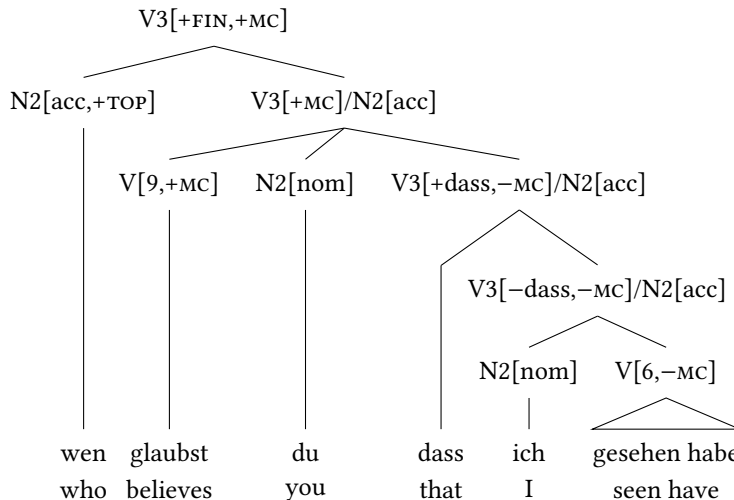 V3[+FIN,+MC]
N2[acc,+TOP] V3[+MC]/N2[acc]
V[9,+MC] N2[nom] V3[+dass,−MC]/N2[acc]
V3[−dass,−MC]/N2[acc]
N2[nom] V[6,−MC]
wen glaubst du dass ich gesehen habe
who believes you that I seen have